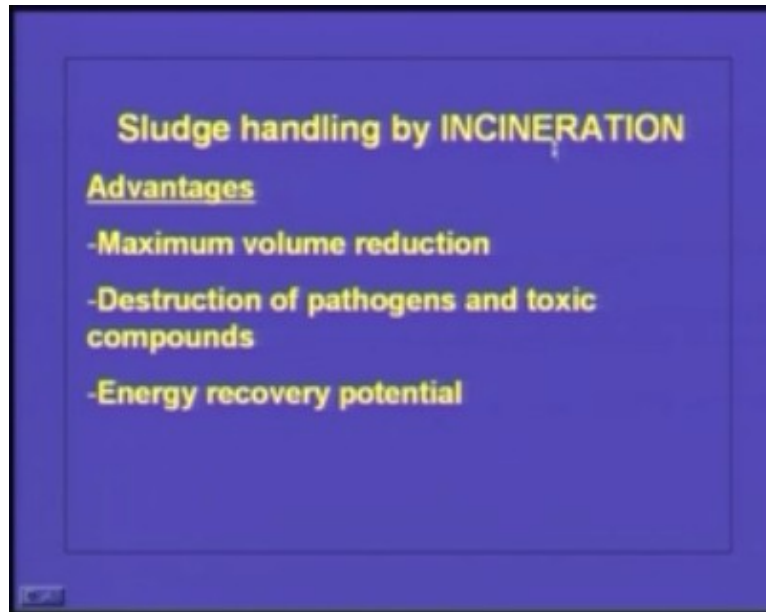 Sludge handling by INCINERATION
Advantages
-Maximum volume reduction
-Destruction of pathogens and toxic
compounds
-Energy recovery potential